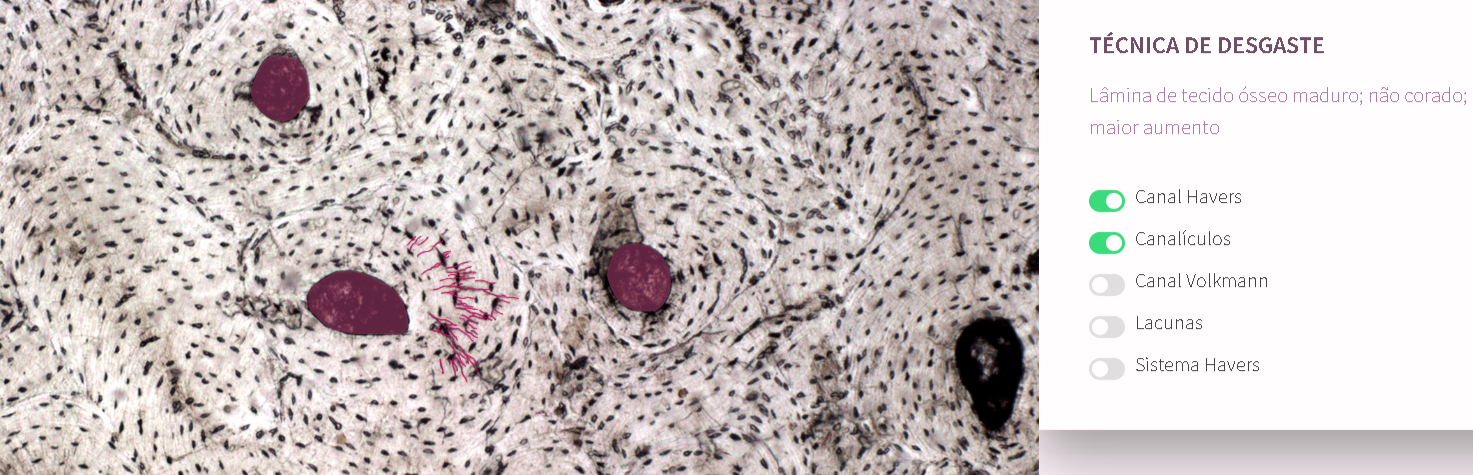 TÉCNICA DE DESGASTE
Lâmina de tecido ósseo maduro; não corado;
maior aumento
Canal Havers
Canalículos
Canal Volkmann
Lacunas
Sistema Havers